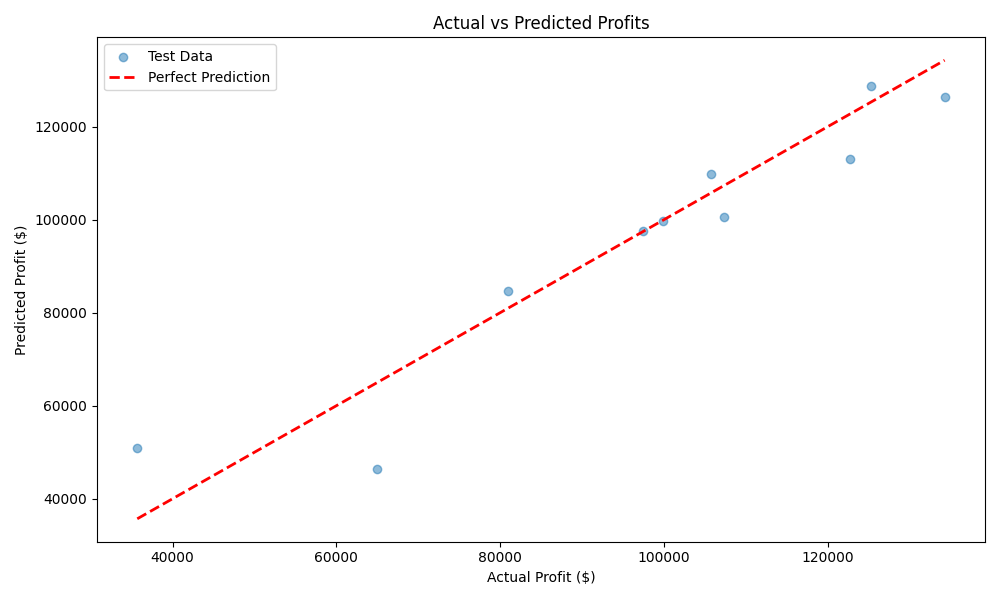 Actual vs Predicted Profits
Test Data
Perfect Prediction
120000
100000
80000
60000
40000
Predicted Profit ($)
40000 60000 80000 100000 120000
Actual Profit ($)